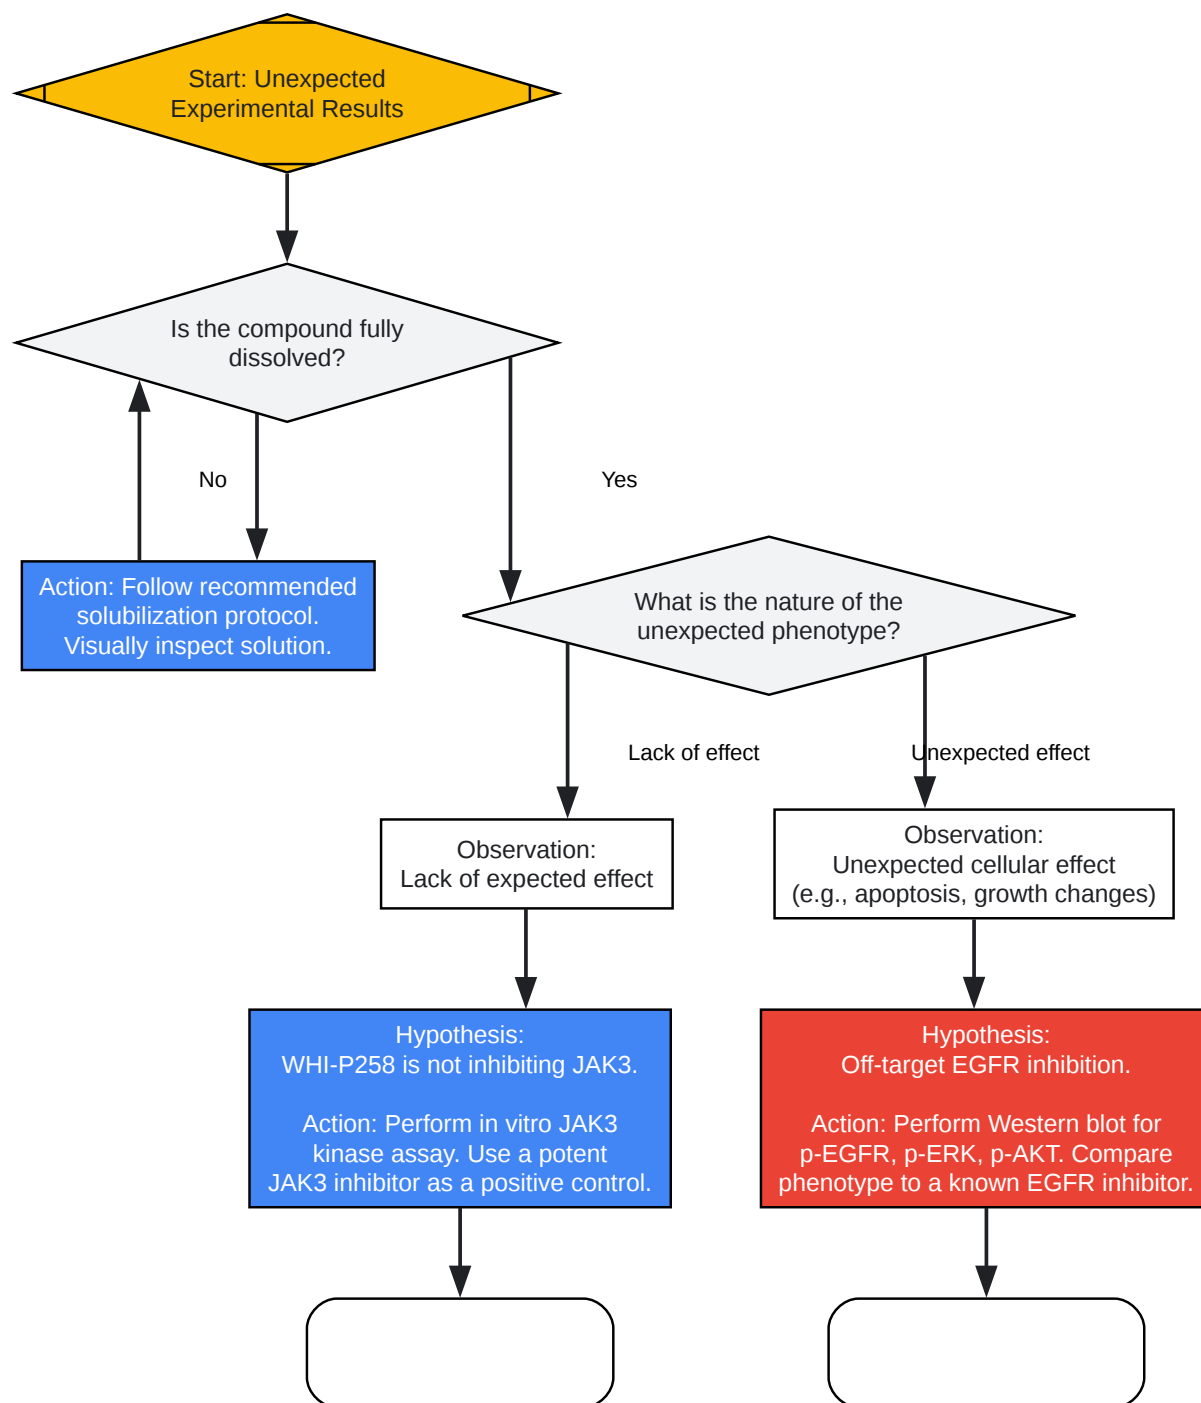 Start: Unexpected
Experimental Results
Is the compound fully
dissolved?
No
Yes
Action: Follow recommended
solubilization protocol.
Visually inspect solution.
What is the nature of the
unexpected phenotype?
Lack of effect
Unexpected effect
Observation:
Lack of expected effect
Observation:
Unexpected cellular effect
(e.g., apoptosis, growth changes)
Hypothesis:
WHI-P258 is not inhibiting JAK3.
Action: Perform in vitro JAK3
kinase assay. Use a potent
JAK3 inhibitor as a positive control.
Hypothesis:
Off-target EGFR inhibition.
Action: Perform Western blot for
p-EGFR, p-ERK, p-AKT. Compare
phenotype to a known EGFR inhibitor.